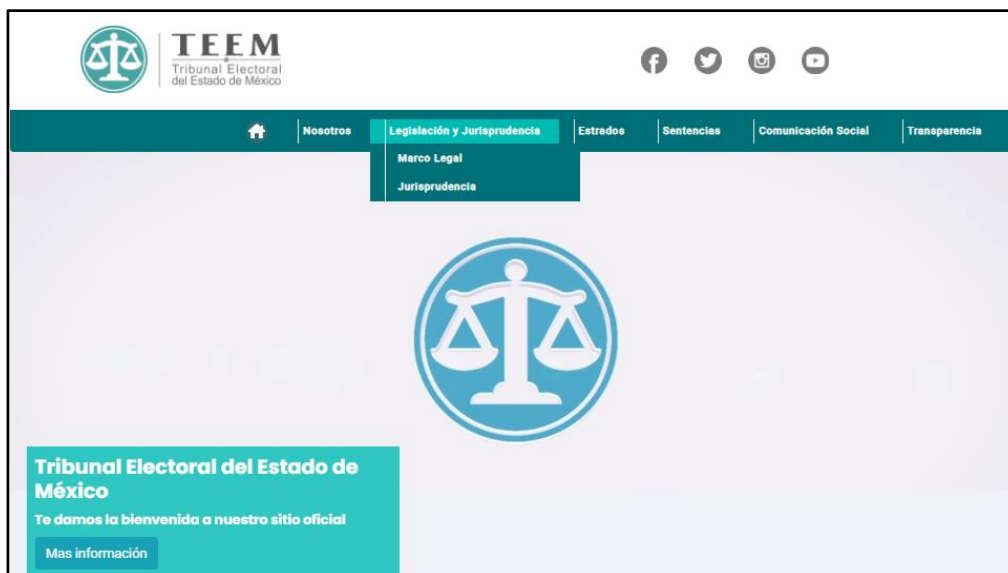 TEEM
Tribunal Electoral
del Estado de México
Nosotros
Legislación y Jurisprudencia
Estrados
Sentencias
Comunicación Social
Transparencia
Marco Legal
Jurisprudencia
Tribunal Electoral del Estado de
México
Te damos la bienvenida a nuestro sitio oficial
Mas información